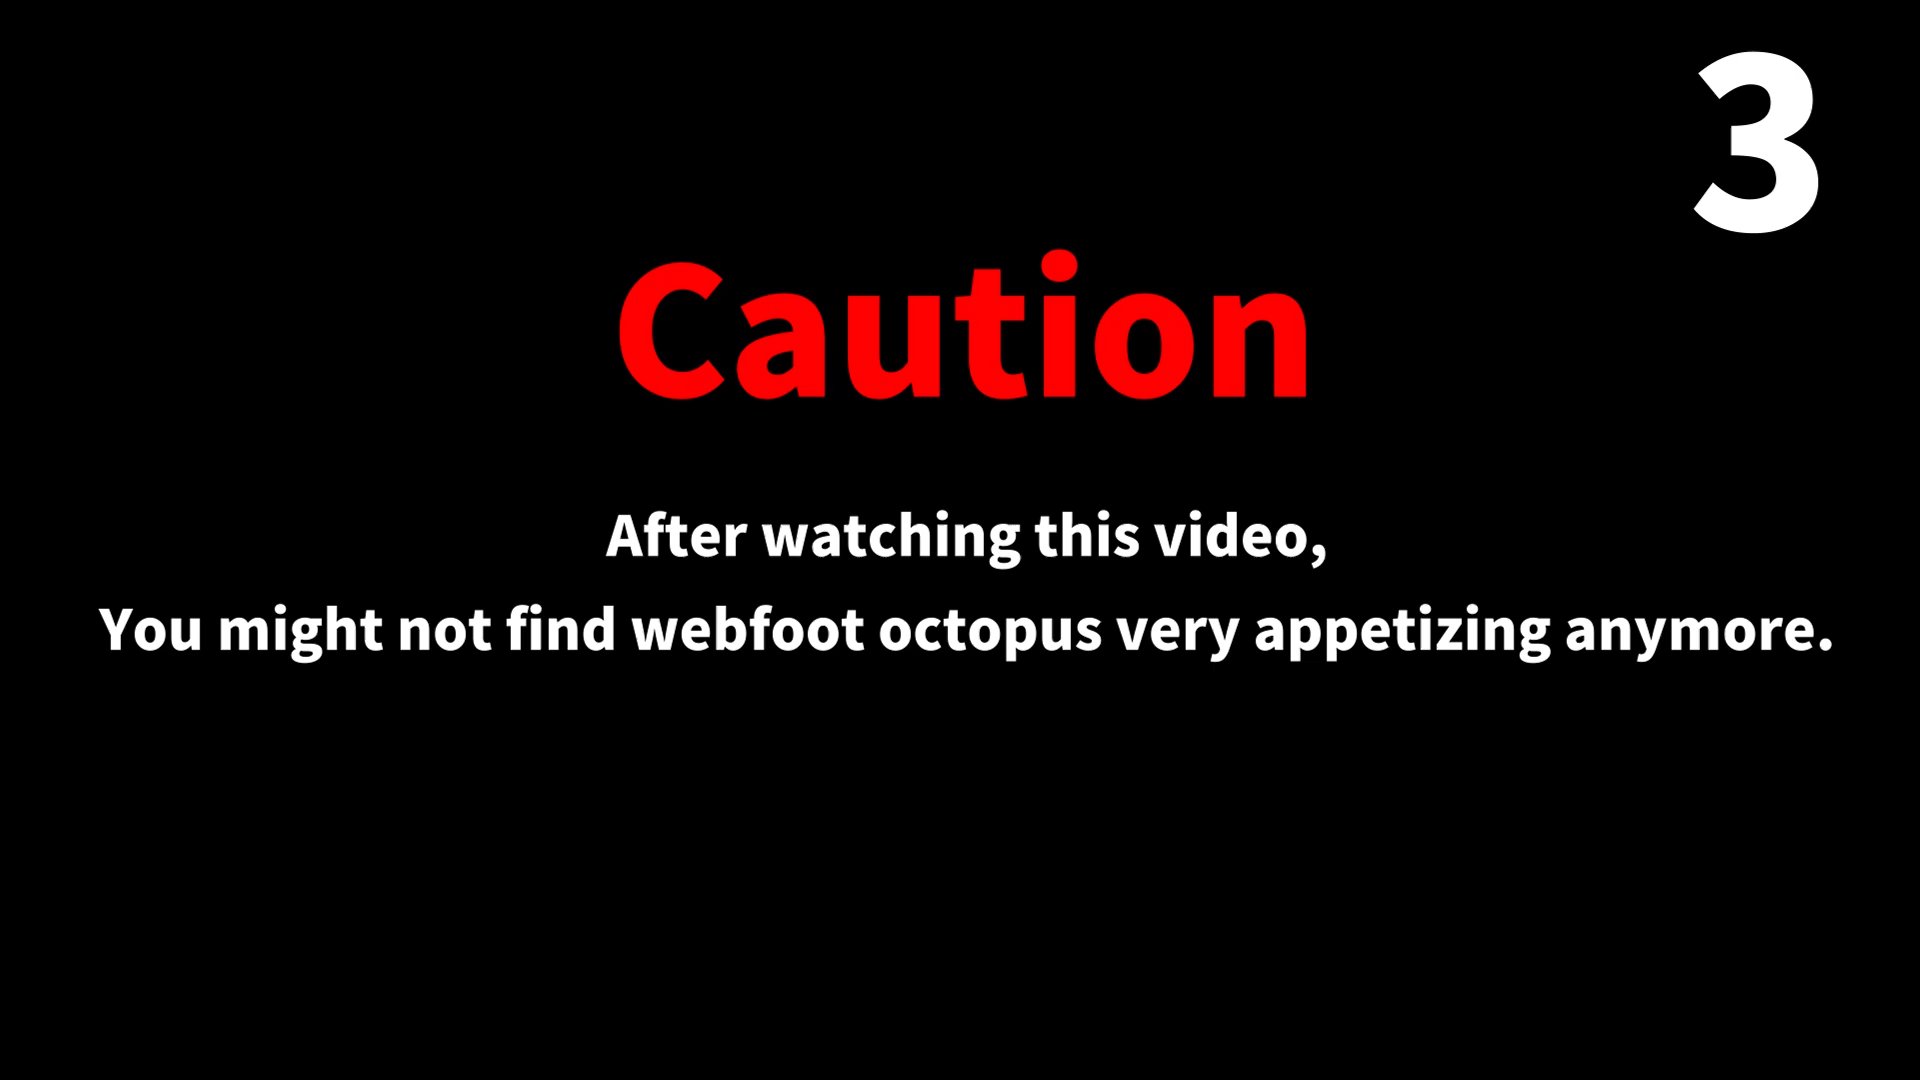 3
Caution
After watching this video,
You might not find webfoot octopus very appetizing anymore.